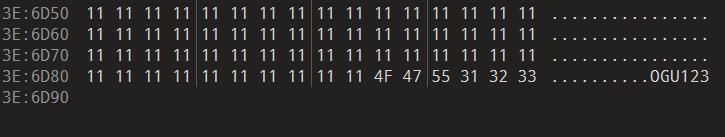 3E:6D50 11 11 11 11 11 11 11 11 11 11 11 11 11 11 11 11 ................
3E:6D60 11 11 11 11 11 11 11 11 11 11 11 11 11 11 11 11 ................
3E:6D70 11 11 11 11 11 11 11 11 11 11 11 11 11 11 11 11 ................
3E:6D80 11 11 11 11 11 11 11 11 11 11 4F 47 55 31 32 33 ..........OGU123
3E:6D90